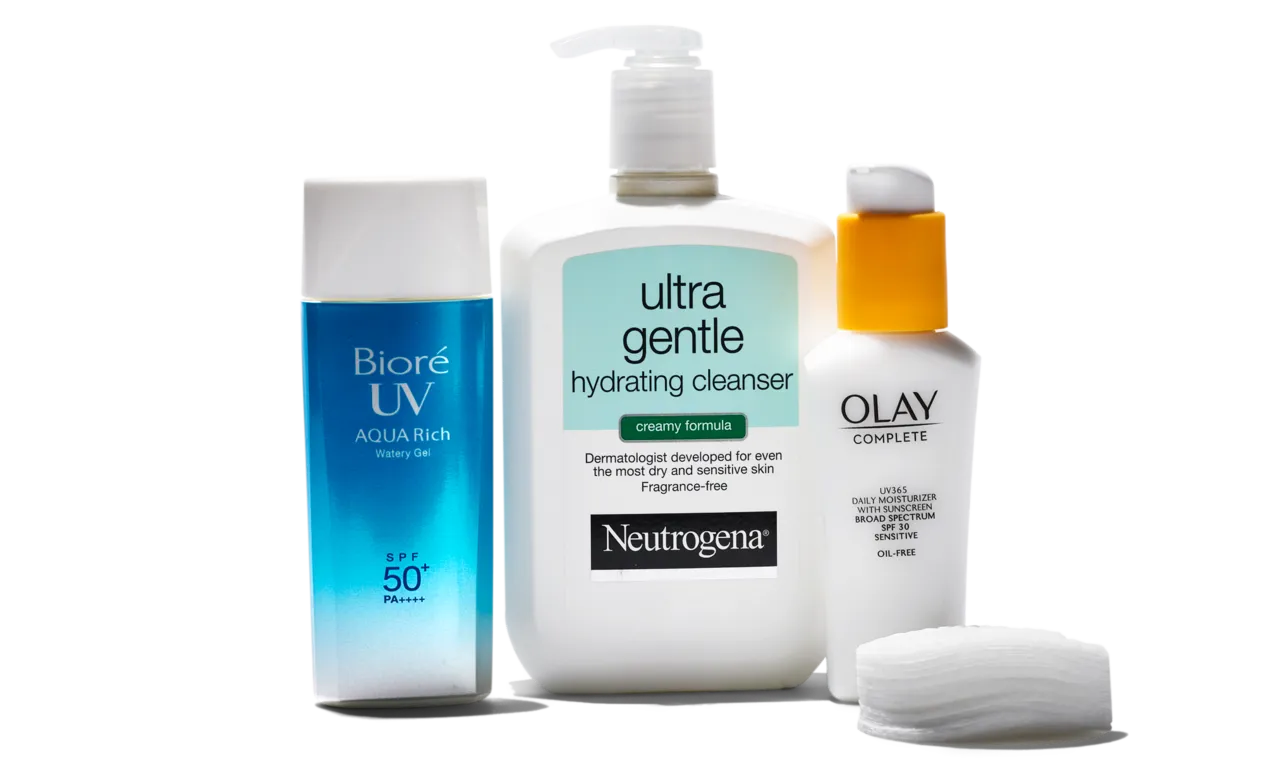 Bioré
UV
AQUA Rich
Watery Gel
SPF
50+
PA++++
ultra
gentle
hydrating cleanser
creamy formula
Dermatologist developed for even
the most dry and sensitive skin
Fragrance-free
Neutrogena®
OLAY
COMPLETE
UV365
DAILY MOISTURIZER
WITH SUNSCREEN
BROAD SPECTRUM
SPF 30
SENSITIVE
OIL-FREE